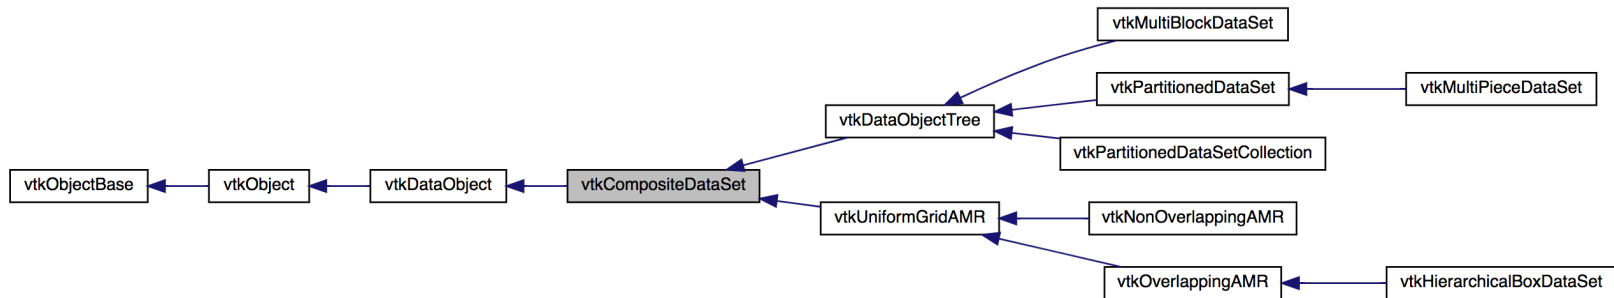 vtkMultiBlockDataSet
vtkPartitionedDataSet
vtkMultiPieceDataSet
vtkDataObjectTree
vtkPartitionedDataSetCollection
vtkObjectBase
vtkObject
vtkDataObject
vtkCompositeDataSet
vtkUniformGridAMR
vtkNonOverlappingAMR
vtkOverlappingAMR
vtkHierarchicalBoxDataSet